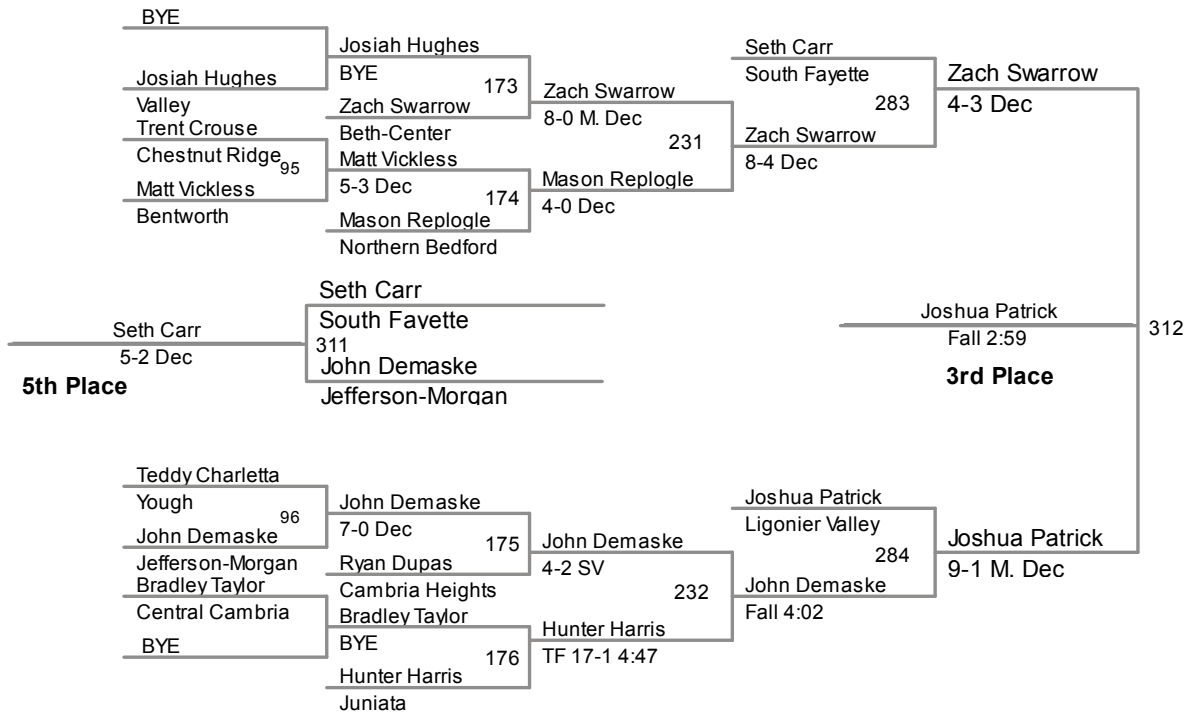 BYE
Josiah Hughes
Valley
Trent Crouse
Chestnut Ridge
95
Matt Vickless
Bentworth
Josiah Hughes
BYE
173
Zach Swarrow
Beth-Center
Matt Vickless
5-3 Dec
174
Mason Replogle
Northern Bedford
Zach Swarrow
8-0 M. Dec
231
Mason Replogle
4-0 Dec
Seth Carr
South Fayette
283
Zach Swarrow
8-4 Dec
Zach Swarrow
4-3 Dec
Seth Carr
5-2 Dec
5th Place
Seth Carr
South Fayette
311
John Demaske
Jefferson-Morgan
Joshua Patrick
Fall 2:59
3rd Place
312
Teddy Charletta
Yough
96
John Demaske
Jefferson-Morgan
Bradley Taylor
Central Cambria
BYE
John Demaske
7-0 Dec
175
Ryan Dupas
Cambria Heights
Bradley Taylor
BYE
176
Hunter Harris
Juniata
John Demaske
4-2 SV
232
Hunter Harris
TF 17-1 4:47
Joshua Patrick
Ligonier Valley
284
John Demaske
Fall 4:02
Joshua Patrick
9-1 M. Dec